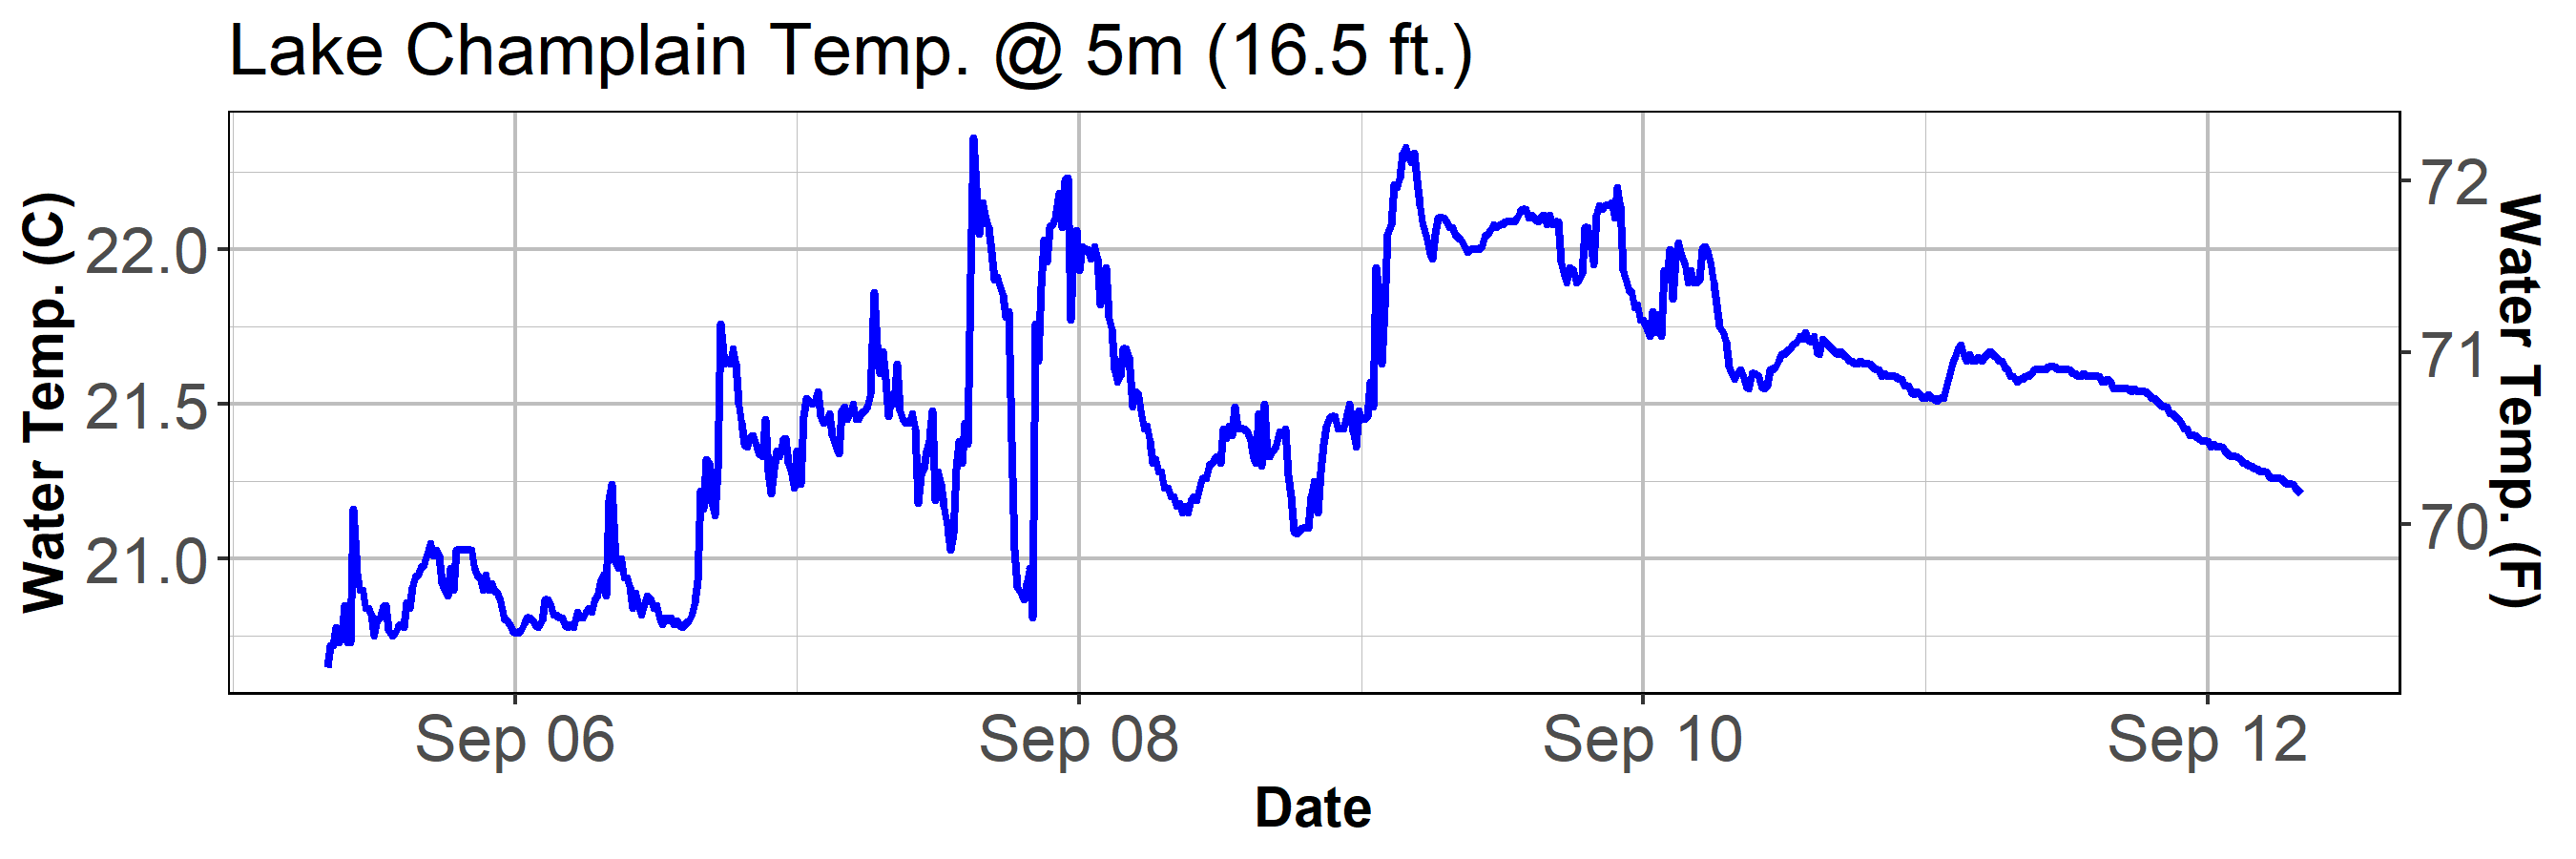 Lake Champlain Temp. @ 5m (16.5 ft.)
Water Temp. (C)
22.0
21.5
21.0
72
71
70
Water Temp. (F)
Sep 06 Sep 08 Sep 10 Sep 12
Date